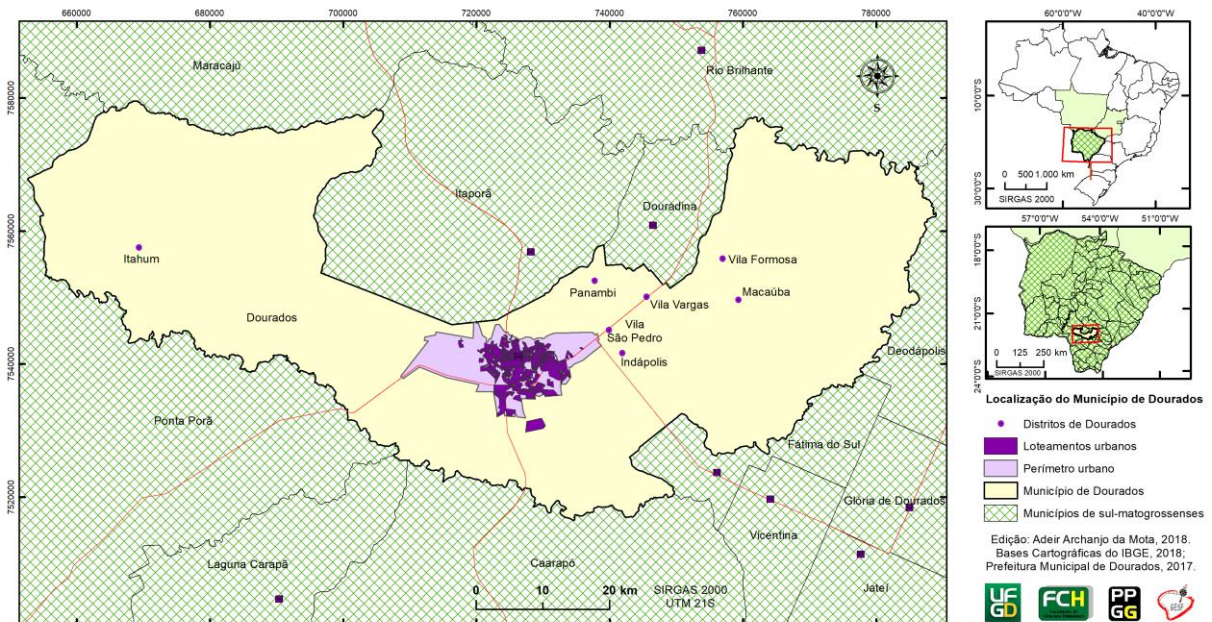 660000 680000 700000 720000 740000 760000 780000
7580000
7560000
7540000
7520000
Maracajú
Rio Brilhante
S
Itaporã
Douradina
Itahum
Vila Formosa
Panambi
Macaúba
Vila Vargas
Dourados
Vila
São Pedro
Indápolis
Deodápolis
Ponta Porã
Fátima do Sul
Glória de Dourados
Vicentina
Laguna Carapã
Caarapó
Jateí
0 10 20 km
SIRGAS 2000
UTM 21S
60°0'0"W 40°0'0"W
10°0'0"S
30°0'0"S
0 500 1.000 km
SIRGAS 2000
57°0'0"W 54°0'0"W 51°0'0"W
18°0'0"S
21°0'0"S
24°0'0"S
0 125 250 km
SIRGAS 2000
Localização do Município de Dourados
Distritos de Dourados
Loteamentos urbanos
Perímetro urbano
Município de Dourados
Municípios de sul-matogrossenses
Edição: Adeir Archanjo da Mota, 2018.
Bases Cartográficas do IBGE, 2018;
Prefeitura Municipal de Dourados, 2017.
UF
GD
FCH
PP
GG